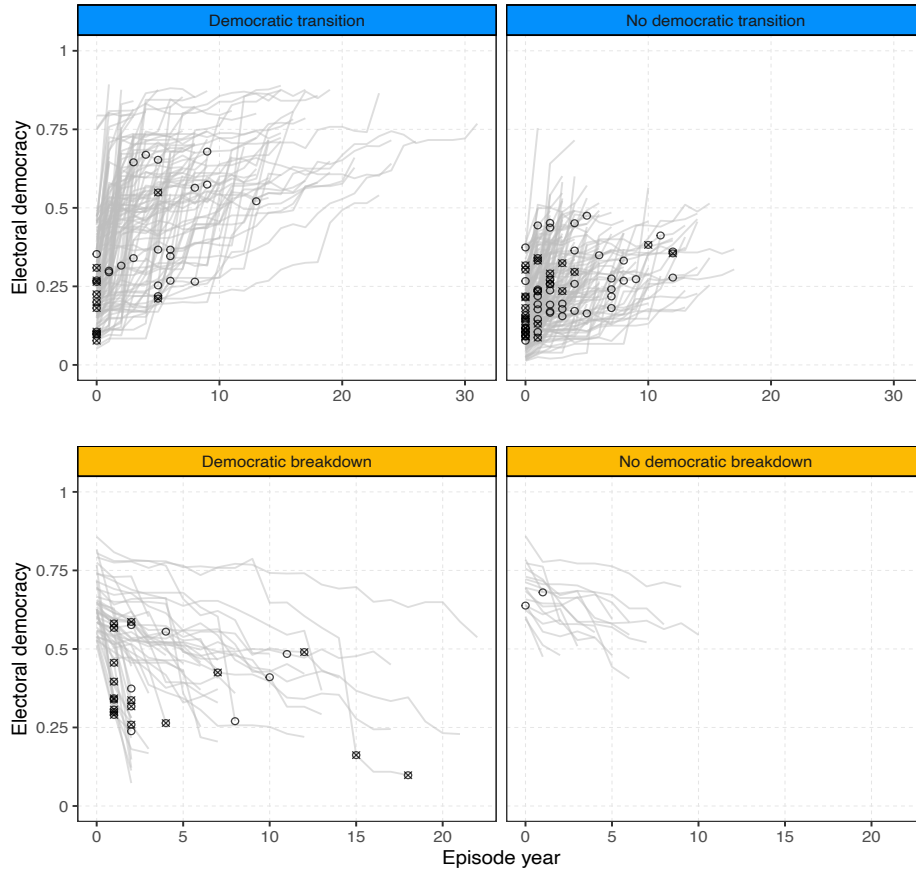 Democratic transition
No democratic transition
Electoral democracy
1
0.75
0.5
0.25
0
0 10 20 30
0 10 20 30
Democratic breakdown
No democratic breakdown
Electoral democracy
1
0.75
0.5
0.25
0
0 5 10 15 20
0 5 10 15 20
Episode year